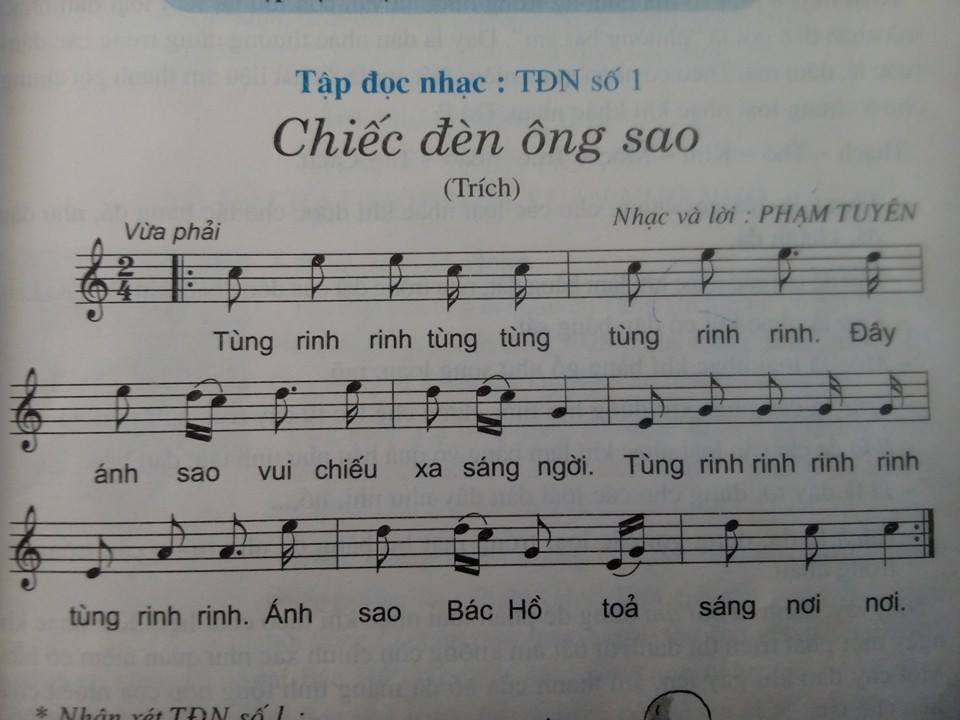 Tập đọc nhạc : TĐN số 1
Chiếc đèn ông sao
(Trích)
Nhạc và lời : PHẠM TUYÊN
Vừa phải
2
4
Tùng rinh rinh tùng tùng tùng rinh rinh. Đây
ánh sao vui chiếu xa sáng ngời. Tùng rinh rinh rinh rinh
tùng rinh rinh. Ánh sao Bác Hồ toả sáng nơi nơi.
* Nhận xét TĐN số 1 :